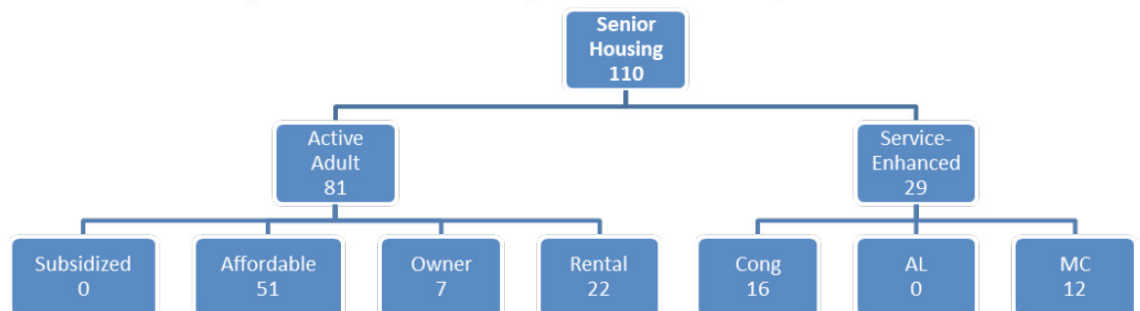 Senior
Housing
110
Active
Adult
81
Service-
Enhanced
29
Subsidized
0
Affordable
51
Owner
7
Rental
22
Cong
16
AL
0
MC
12